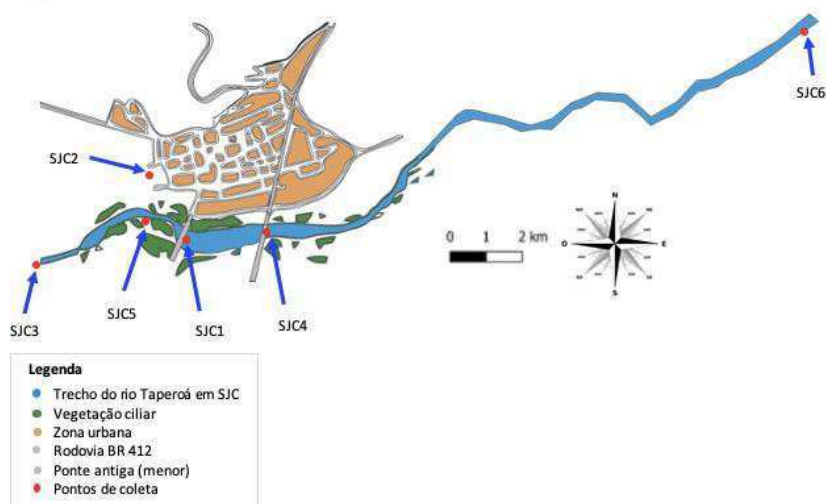 SJC6
SJC2
0 1 2 km
N
O
E
S
SJC3
SJC5
SJC1
SJC4
Legenda
Trecho do rio Taperoá em SJC
Vegetação ciliar
Zona urbana
Rodovia BR 412
Ponte antiga (menor)
Pontos de coleta